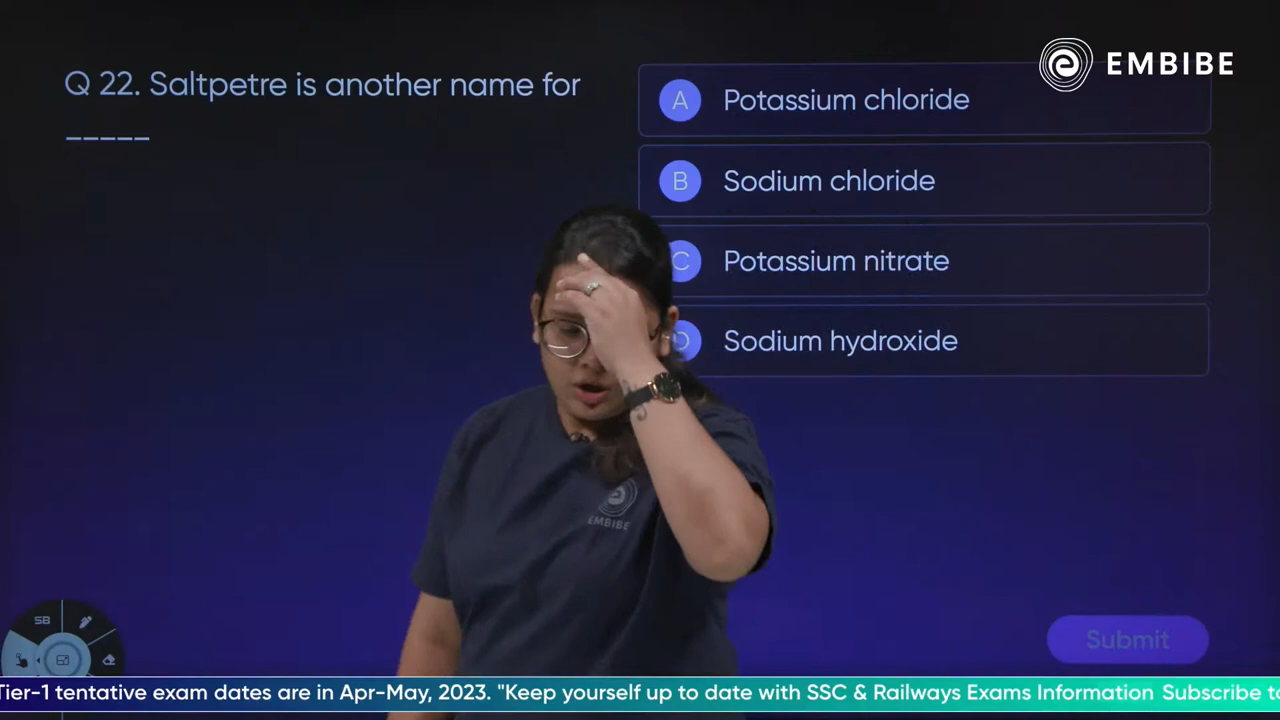 Q 22. Saltpetre is another name for
_____
A Potassium chloride
B Sodium chloride
C Potassium nitrate
D Sodium hydroxide
EMBIBE
EMBIBE
SB
Submit
Tier-1 tentative exam dates are in Apr-May, 2023. "Keep yourself up to date with SSC & Railways Exams Information Subscribe to